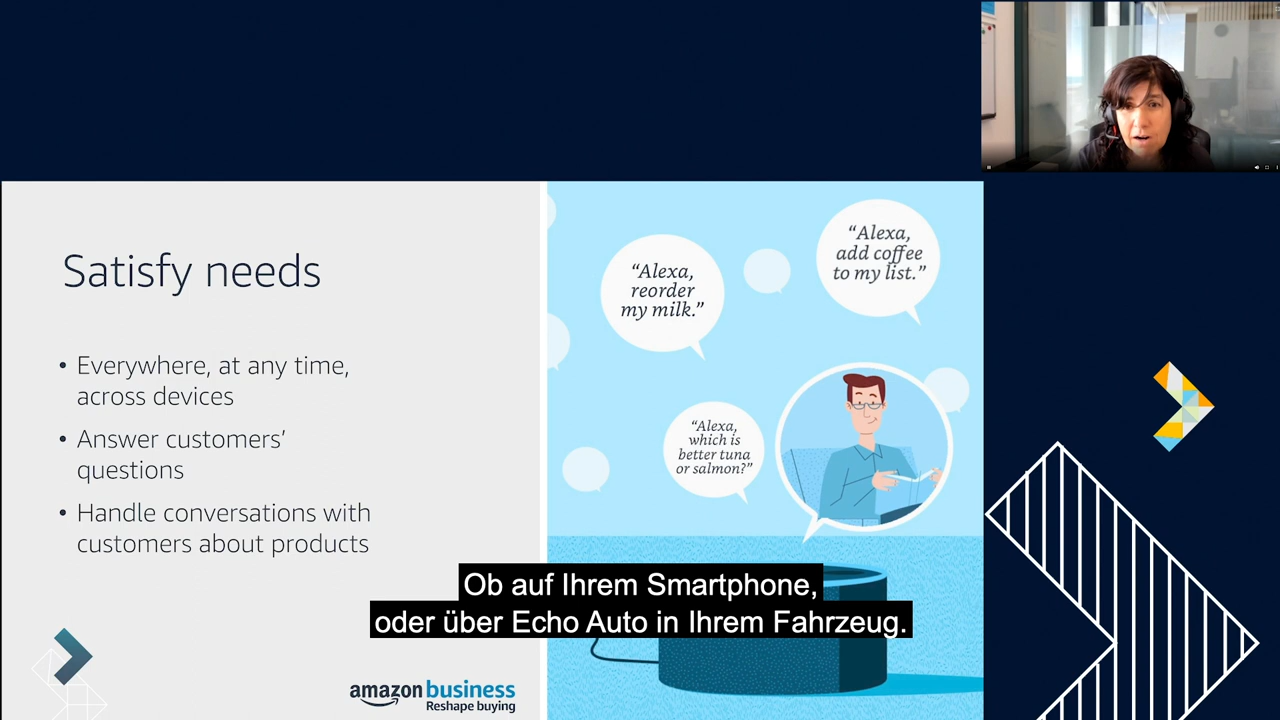 Satisfy needs
• Everywhere, at any time,
across devices
• Answer customers’
questions
• Handle conversations with
customers about products
“Alexa,
reorder
my milk.”
“Alexa,
add coffee
to my list.”
“Alexa,
which is
better tuna
or salmon?”
Ob auf Ihrem Smartphone,
oder über Echo Auto in Ihrem Fahrzeug.
amazon business
Reshape buying